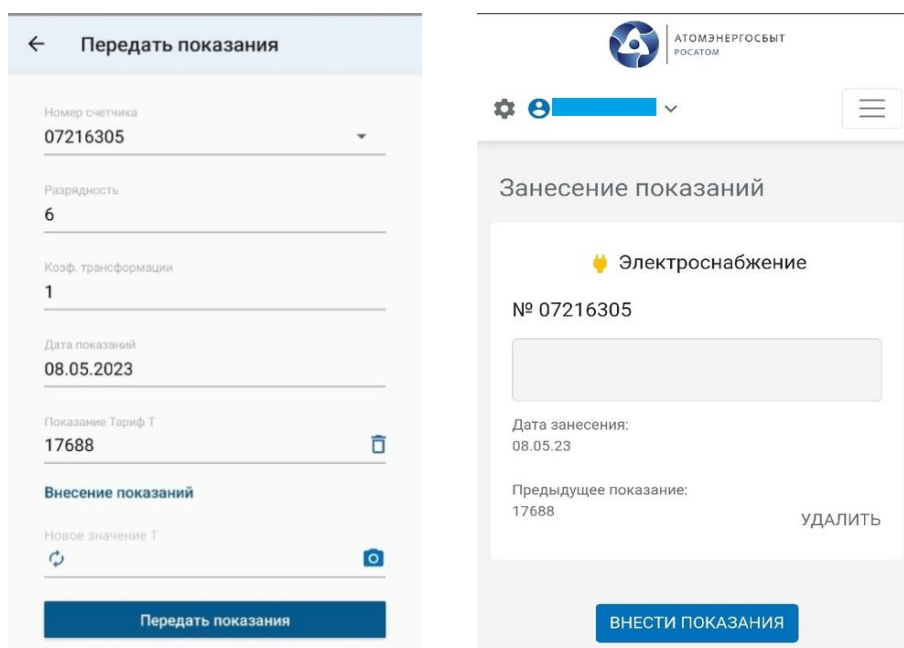 Передать показания
Номер счетчика
07216305
Разрядность
6
Коэф. трансформации
1
Дата показаний
08.05.2023
Показание Тариф Т
17688
Внесение показаний
Новое значение Т
Передать показания
АТОМЭНЕРГОСБЫТ
РОСАТОМ
Занесение показаний
Электроснабжение
№ 07216305
Дата занесения:
08.05.23
Предыдущее показание:
17688
УДАЛИТЬ
ВНЕСТИ ПОКАЗАНИЯ